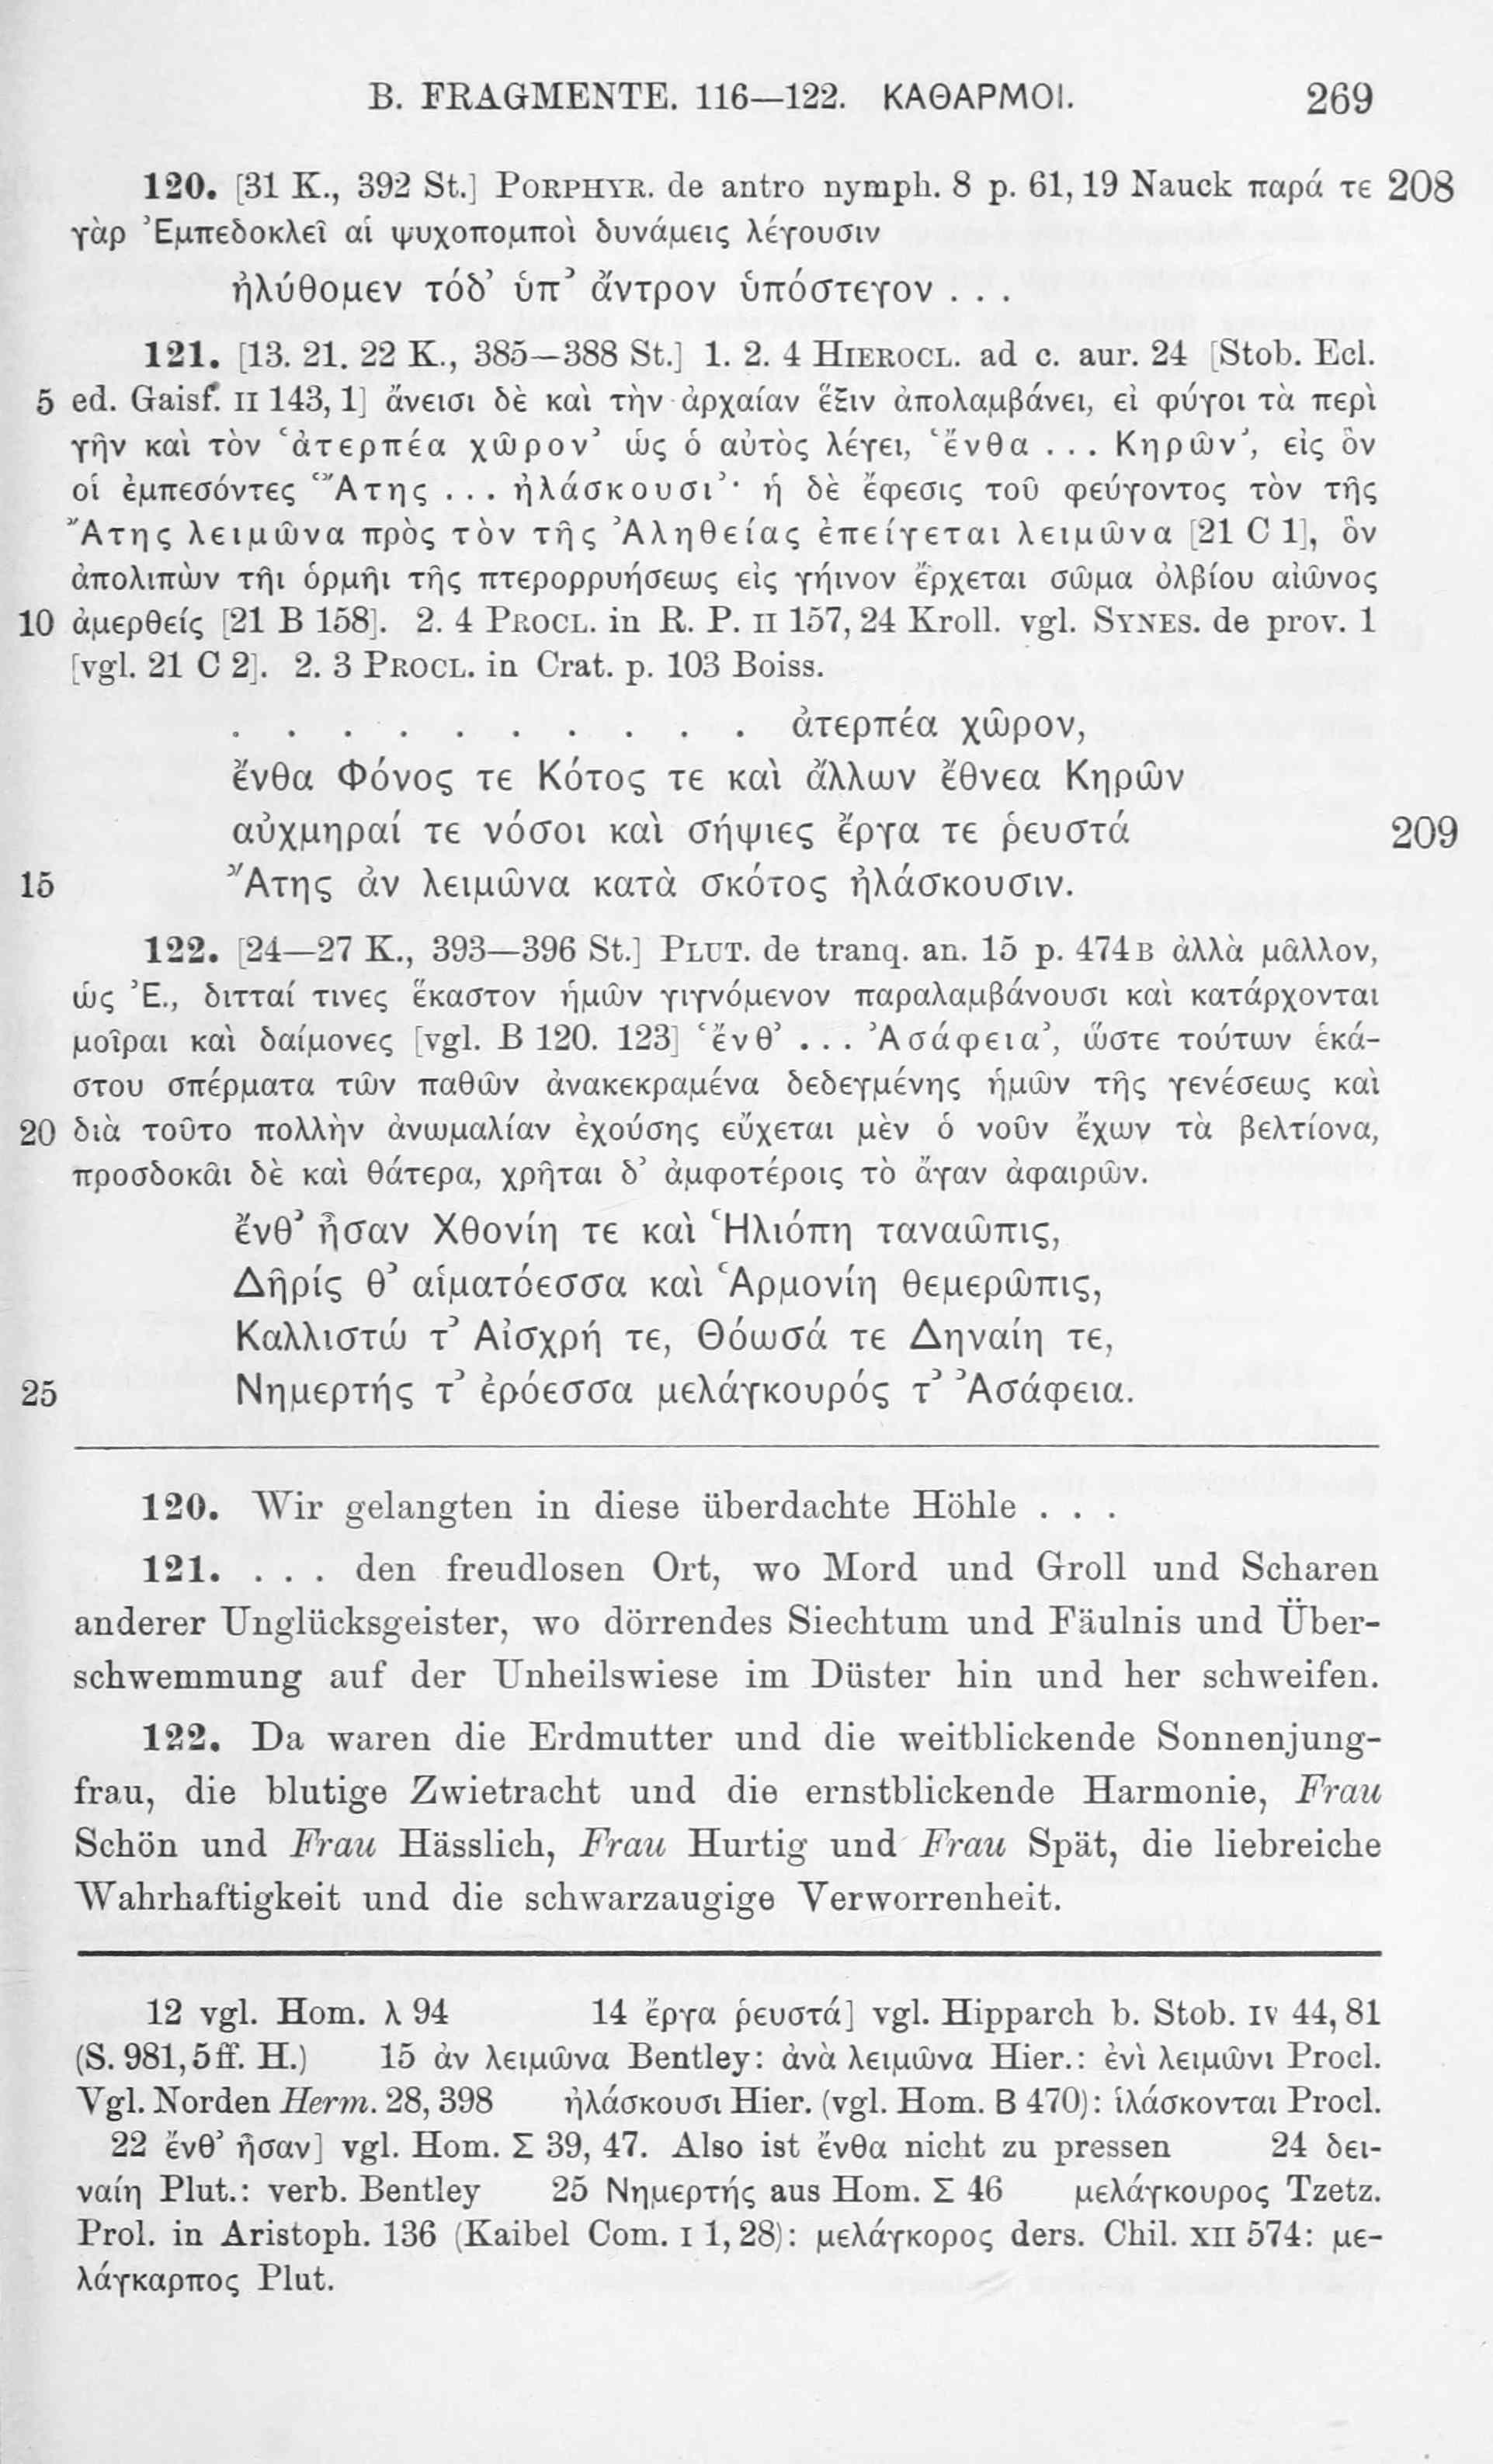 B. FRAGMENTE. 116—122. ΚΑΘΑΡΜΟΙ. 269
120. [31 K., 392 St.] PORPHYR. de antro nymph. 8 p. 61,19 Nauck παρά τε 208
γὰρ Ἐμπεδοκλεῖ αἱ ψυχοπομποὶ δυνάμεις λέγουσιν
ἠλύθομεν τόδ’ ὑπ’ ἄντρον ὑπόστεγον . . .
121. [13. 21. 22 K., 385—388 St.] 1. 2. 4 HIEROCL. ad c. aur. 24 [Stob. Ecl.
5 ed. Gaisf. II 143, 1] ἄνεισι δὲ καὶ τὴν ἀρχαίαν ἕξιν ἀπολαμβάνει, εἰ φύγοι τὰ περὶ
γῆν καὶ τὸν ‘ἀτερπέα χῶρον’ ὡς ὁ αὐτὸς λέγει, ‘ἔνθα ... Κηρῶν’, εἰς ὃν
οἱ ἐμπεσόντες ‘Ἄτης ... ἠλάσκουσι’· ἡ δὲ ἔφεσις τοῦ φεύγοντος τὸν τῆς
Ἄτης λειμῶνα πρὸς τὸν τῆς Ἀληθείας ἐπείγεται λειμῶνα [21 C 1], ὃν
ἀπολιπὼν τῆι ὁρμῆι τῆς πτερορρυήσεως εἰς γήινον ἔρχεται σῶμα ὀλβίου αἰῶνος
10 ἀμερθείς [21 B 158]. 2. 4 PROCL. in R. P. II 157, 24 Kroll. vgl. SYNES. de prov. 1
[vgl. 21 C 2]. 2. 3 PROCL. in Crat. p. 103 Boiss.
. . . . . . . . . . ἀτερπέα χῶρον,
ἔνθα Φόνος τε Κότος τε καὶ ἄλλων ἔθνεα Κηρῶν
αὐχμηραί τε νόσοι καὶ σήψιες ἔργα τε ῥευστά 209
15 Ἄτης ἀν λειμῶνα κατὰ σκότος ἠλάσκουσιν.
122. [24—27 K., 393—396 St.] PLUT. de tranq. an. 15 p. 474 B ἀλλὰ μᾶλλον,
ὡς Ἐ., διτταί τινες ἕκαστον ἡμῶν γιγνόμενον παραλαμβάνουσι καὶ κατάρχονται
μοῖραι καὶ δαίμονες [vgl. B 120. 123] ‘ἔνθ’ ... Ἀσάφεια’, ὥστε τούτων ἑκά-
στου σπέρματα τῶν παθῶν ἀνακεκραμένα δεδεγμένης ἡμῶν τῆς γενέσεως καὶ
20 διὰ τοῦτο πολλὴν ἀνωμαλίαν ἐχούσης εὔχεται μὲν ὁ νοῦν ἔχων τὰ βελτίονα,
προσδοκᾶι δὲ καὶ θάτερα, χρῆται δ’ ἀμφοτέροις τὸ ἄγαν ἀφαιρῶν.
ἔνθ’ ἦσαν Χθονίη τε καὶ Ἡλιόπη ταναῶπις,
Δῆρίς θ’ αἱματόεσσα καὶ Ἁρμονίη θεμερῶπις,
Καλλιστώ τ’ Αἰσχρή τε, Θόωσά τε Δηναίη τε,
25 Νημερτής τ’ ἐρόεσσα μελάγκουρός τ’ Ἀσάφεια.
120. Wir gelangten in diese überdachte Höhle . . .
121. . . . den freudlosen Ort, wo Mord und Groll und Scharen
anderer Unglücksgeister, wo dörrendes Siechtum und Fäulnis und Über-
schwemmung auf der Unheilswiese im Düster hin und her schweifen.
122. Da waren die Erdmutter und die weitblickende Sonnenjung-
frau, die blutige Zwietracht und die ernstblickende Harmonie, Frau
Schön und Frau Hässlich, Frau Hurtig und Frau Spät, die liebreiche
Wahrhaftigkeit und die schwarzaugige Verworrenheit.
12 vgl. Hom. λ 94 14 ἔργα ῥευστά] vgl. Hipparch b. Stob. IV 44, 81
(S. 981, 5 ff. H.) 15 ἀν λειμῶνα Bentley: ἀνὰ λειμῶνα Hier.: ἐνὶ λειμῶνι Procl.
Vgl. Norden Herm. 28, 398 ἠλάσκουσι Hier. (vgl. Hom. B 470): ἱλάσκονται Procl.
22 ἔνθ’ ἦσαν] vgl. Hom. Σ 39, 47. Also ist ἔνθα nicht zu pressen 24 δει-
ναίη Plut.: verb. Bentley 25 Νημερτής aus Hom. Σ 46 μελάγκουρος Tzetz.
Prol. in Aristoph. 136 (Kaibel Com. I 1, 28): μελάγκορος ders. Chil. XII 574: με-
λάγκαρπος Plut.